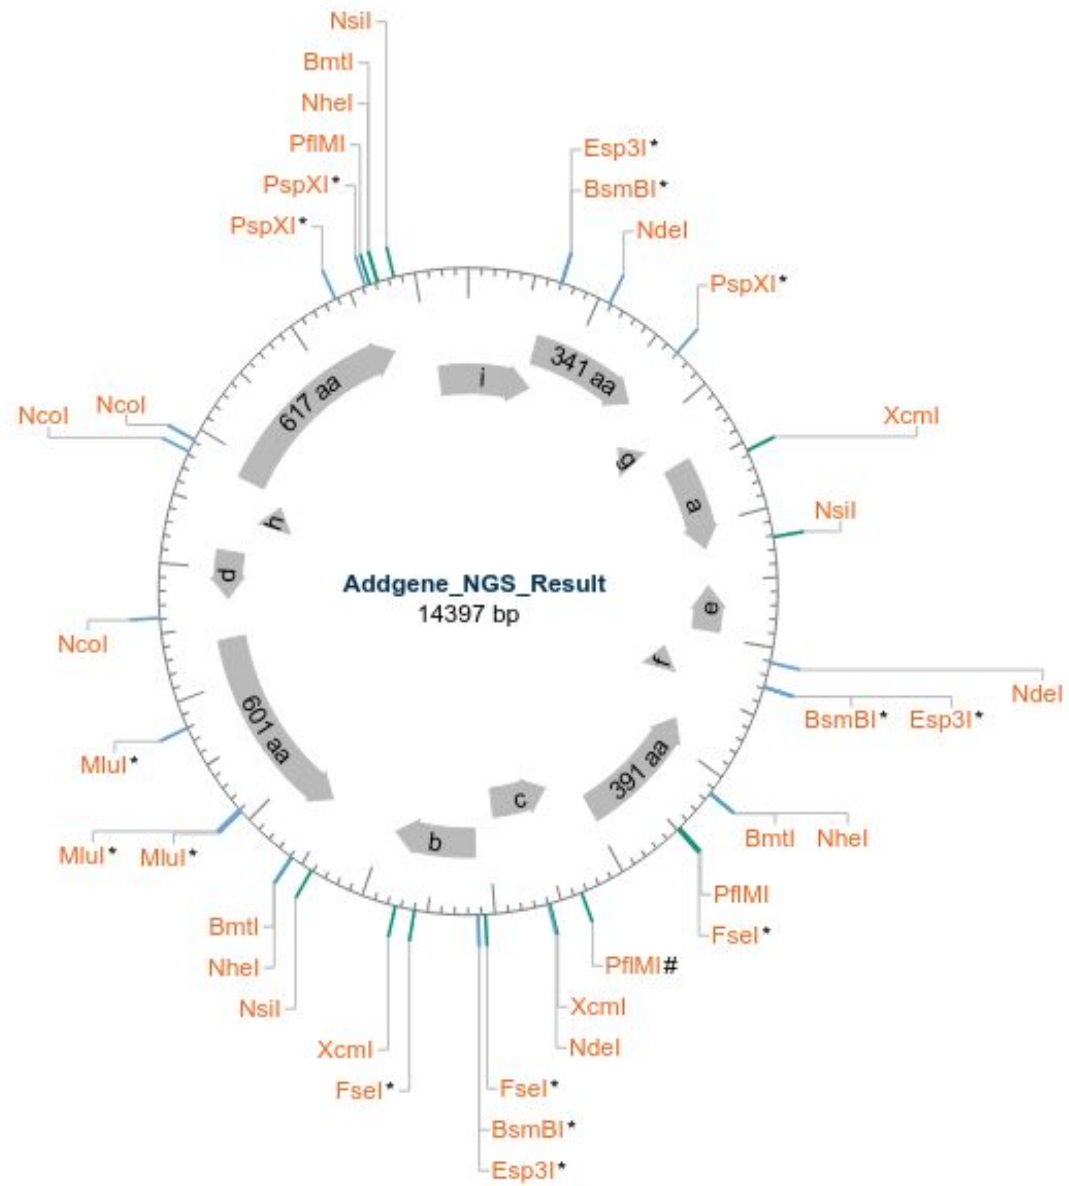 NsiI
BmtI
NheI
PflMI
PspXI*
PspXI*
Esp3I*
BsmBI*
NdeI
PspXI*
XcmI
NsiI
NcoI
NcoI
617 aa
i
341 aa
g
a
h
d
e
f
Addgene_NGS_Result
14397 bp
NcoI
NdeI
BsmBI* Esp3I*
MluI*
601 aa
391 aa
c
b
BmtI NheI
MluI* MluI*
PflMI
FseI*
BmtI
NheI
NsiI
PflMI#
XcmI
NdeI
XcmI
FseI*
FseI*
BsmBI*
Esp3I*